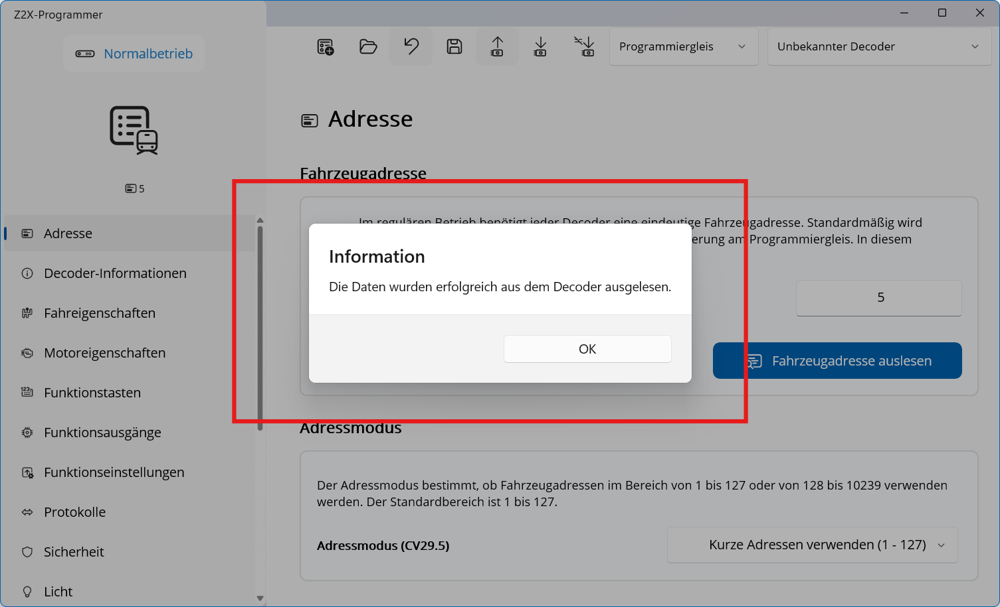 Z2X-Programmer
Normalbetrieb
5
Adresse
Decoder-Informationen
Fahreigenschaften
Motoreigenschaften
Funktionstasten
Funktionsausgänge
Funktionseinstellungen
Protokolle
Sicherheit
Licht
Programmiergleis
Unbekannter Decoder
Adresse
Fahrzeugadresse
Im regulären Betrieb benötigt jeder Decoder eine eindeutige Fahrzeugadresse. Standardmäßig wird
am Programmiergleis. In diesem
Information
Die Daten wurden erfolgreich aus dem Decoder ausgelesen.
OK
5
Fahrzeugadresse auslesen
Adressmodus
Der Adressmodus bestimmt, ob Fahrzeugadressen im Bereich von 1 bis 127 oder von 128 bis 10239 verwenden
werden. Der Standardbereich ist 1 bis 127.
Adressmodus (CV29.5)
Kurze Adressen verwenden (1 - 127)